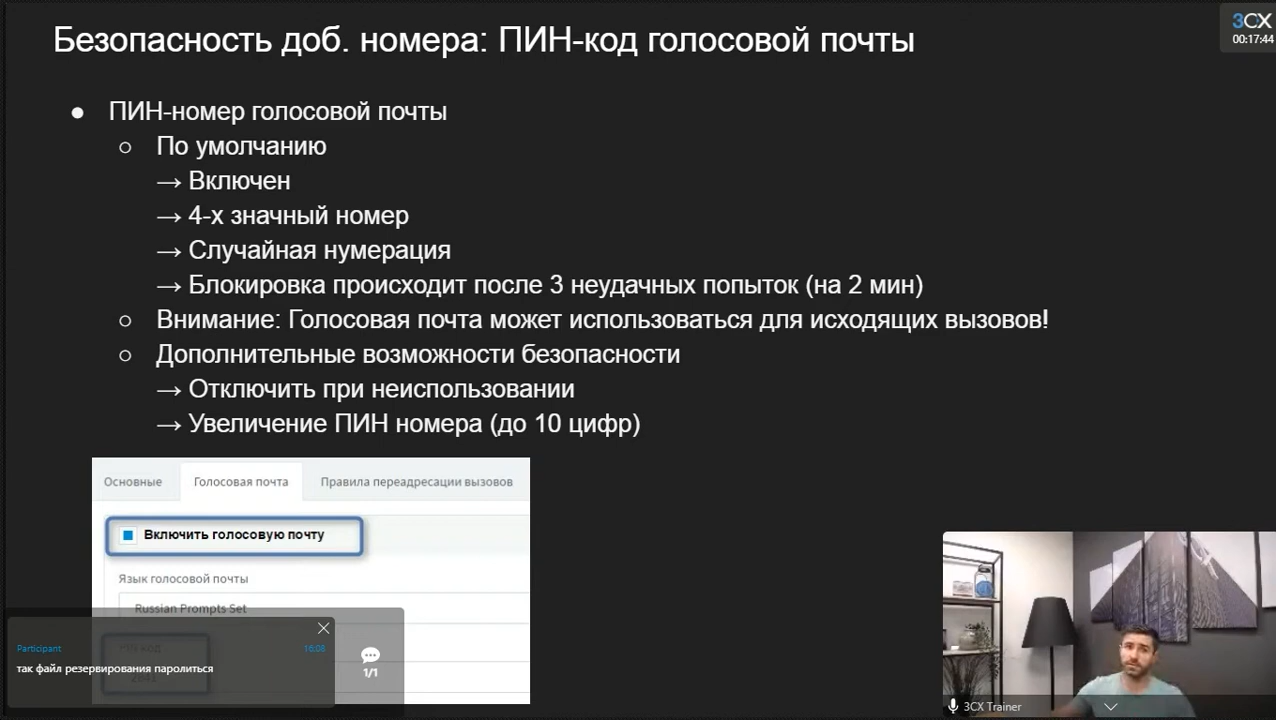 Безопасность доб. номера: ПИН-код голосовой почты
3CX
00:17:44
● ПИН-номер голосовой почты
○ По умолчанию
→ Включен
→ 4-х значный номер
→ Случайная нумерация
→ Блокировка происходит после 3 неудачных попыток (на 2 мин)
○ Внимание: Голосовая почта может использоваться для исходящих вызовов!
○ Дополнительные возможности безопасности
→ Отключить при неиспользовании
→ Увеличение ПИН номера (до 10 цифр)
Основные Голосовая почта Правила переадресации вызовов
Включить голосовую почту
Язык голосовой почты
Russian Prompts Set
Participant 16:08
так файл резервирования паролиться
1/1
3CX Trainer